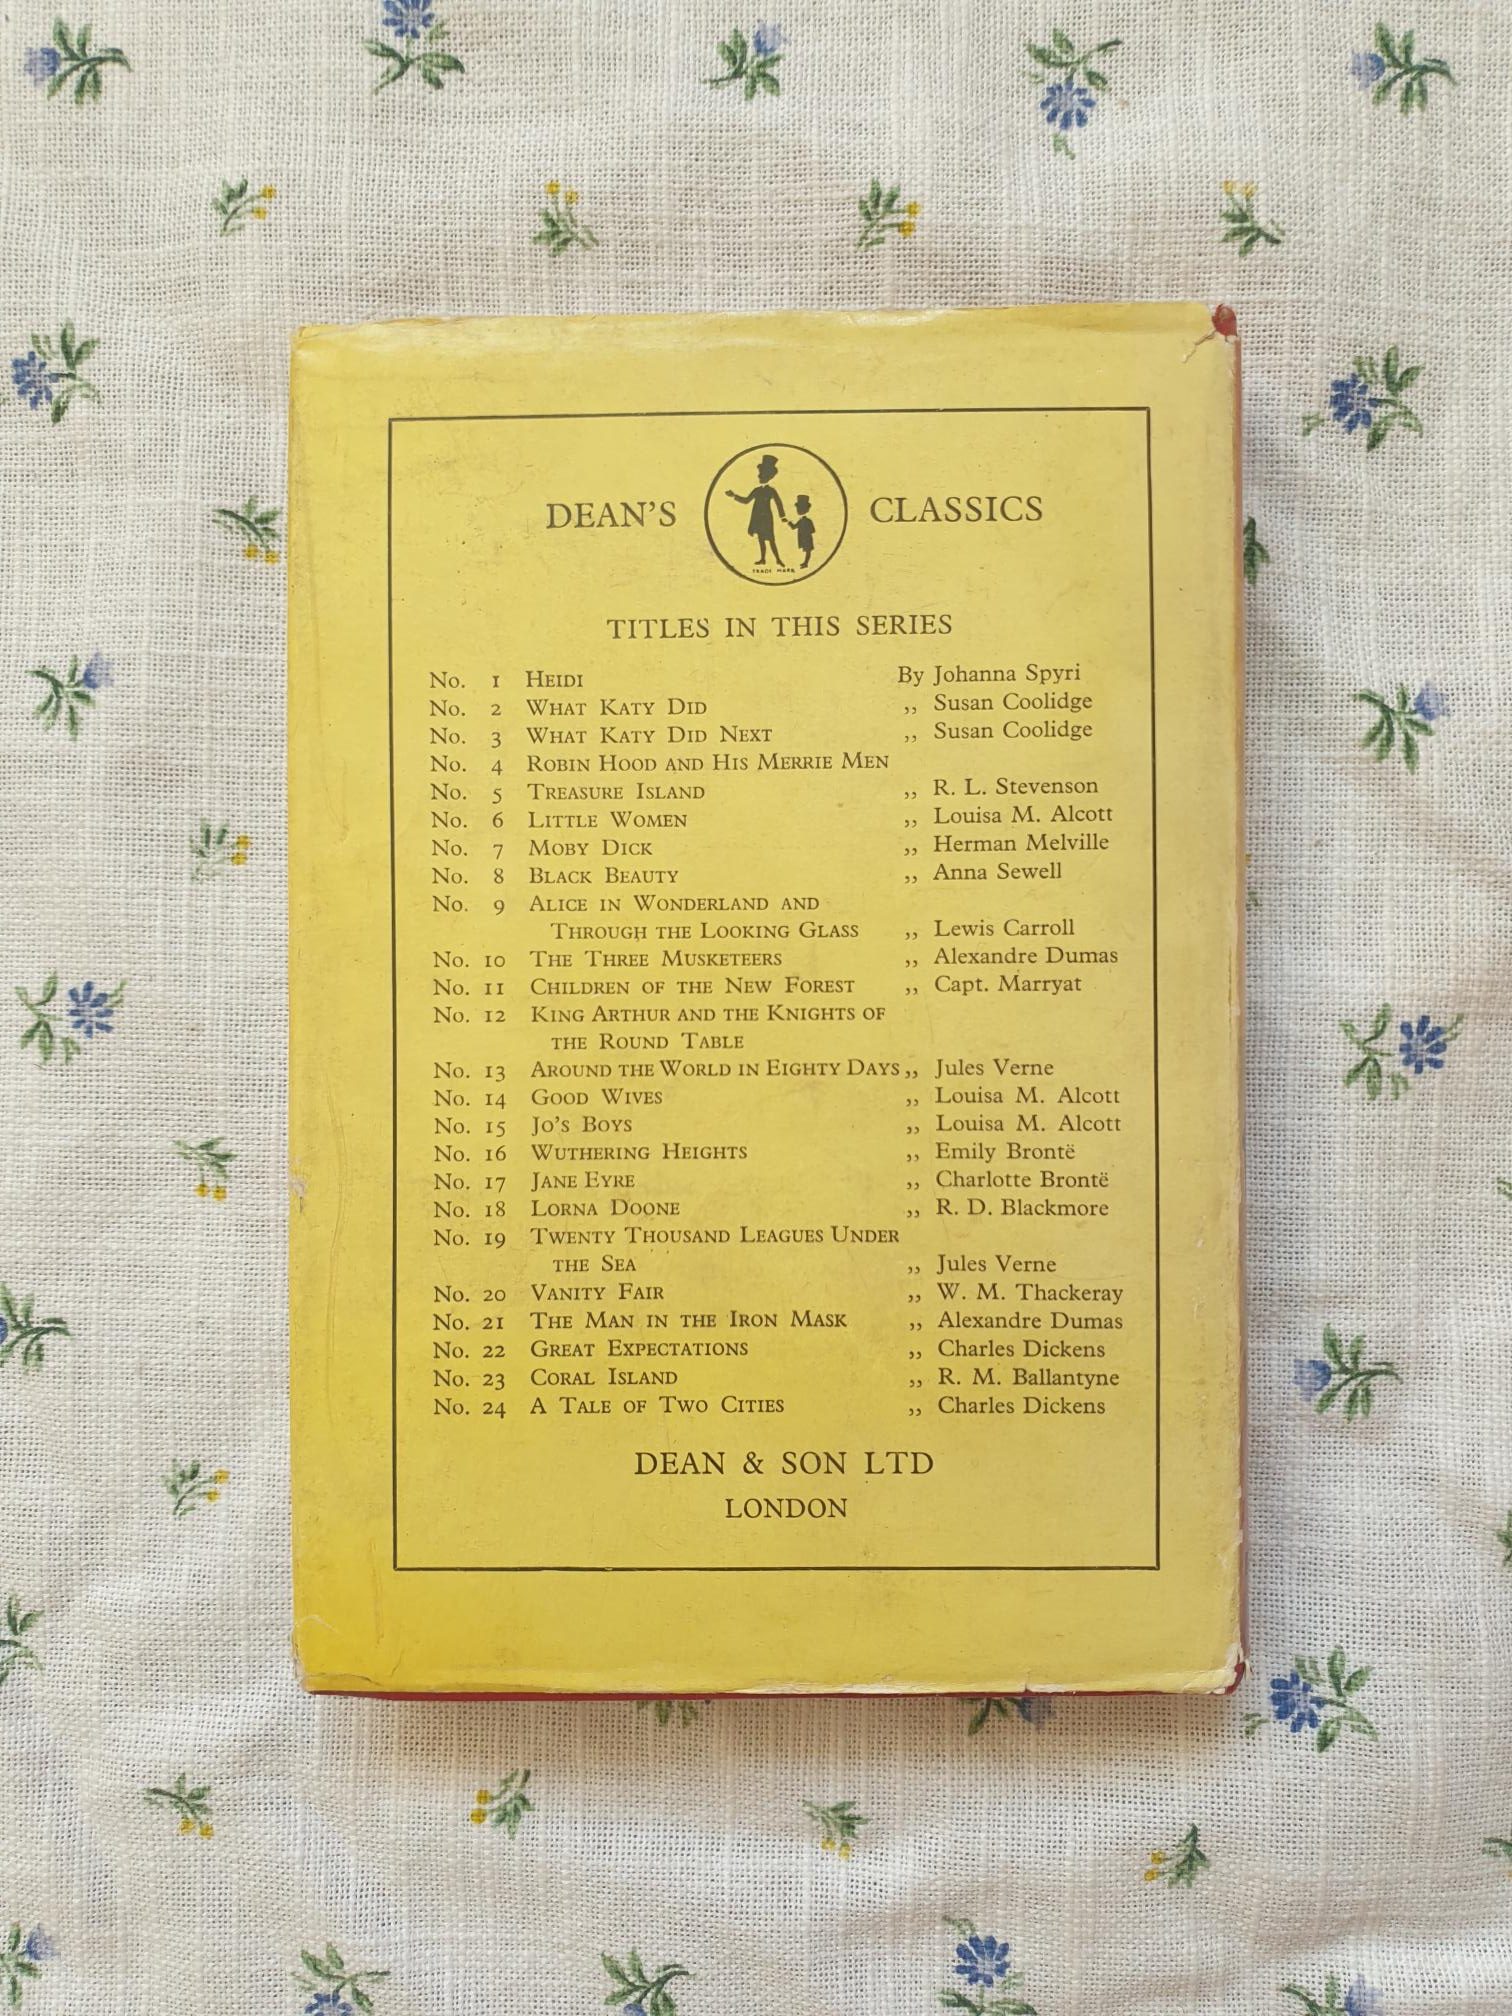 DEAN'S CLASSICS
TRADE MARK
TITLES IN THIS SERIES
No. 1 HEIDI By Johanna Spyri
No. 2 WHAT KATY DID ,, Susan Coolidge
No. 3 WHAT KATY DID NEXT ,, Susan Coolidge
No. 4 ROBIN HOOD AND HIS MERRIE MEN
No. 5 TREASURE ISLAND ,, R. L. Stevenson
No. 6 LITTLE WOMEN ,, Louisa M. Alcott
No. 7 MOBY DICK ,, Herman Melville
No. 8 BLACK BEAUTY ,, Anna Sewell
No. 9 ALICE IN WONDERLAND AND
THROUGH THE LOOKING GLASS ,, Lewis Carroll
No. 10 THE THREE MUSKETEERS ,, Alexandre Dumas
No. 11 CHILDREN OF THE NEW FOREST ,, Capt. Marryat
No. 12 KING ARTHUR AND THE KNIGHTS OF
THE ROUND TABLE
No. 13 AROUND THE WORLD IN EIGHTY DAYS ,, Jules Verne
No. 14 GOOD WIVES ,, Louisa M. Alcott
No. 15 JO'S BOYS ,, Louisa M. Alcott
No. 16 WUTHERING HEIGHTS ,, Emily Brontë
No. 17 JANE EYRE ,, Charlotte Brontë
No. 18 LORNA DOONE ,, R. D. Blackmore
No. 19 TWENTY THOUSAND LEAGUES UNDER
THE SEA ,, Jules Verne
No. 20 VANITY FAIR ,, W. M. Thackeray
No. 21 THE MAN IN THE IRON MASK ,, Alexandre Dumas
No. 22 GREAT EXPECTATIONS ,, Charles Dickens
No. 23 CORAL ISLAND ,, R. M. Ballantyne
No. 24 A TALE OF TWO CITIES ,, Charles Dickens
DEAN & SON LTD
LONDON